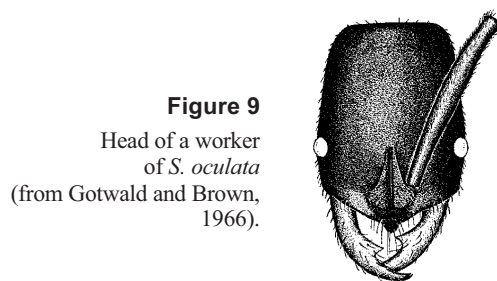 Figure 9
Head of a worker
of S. oculata
(from Gotwald and Brown,
1966).